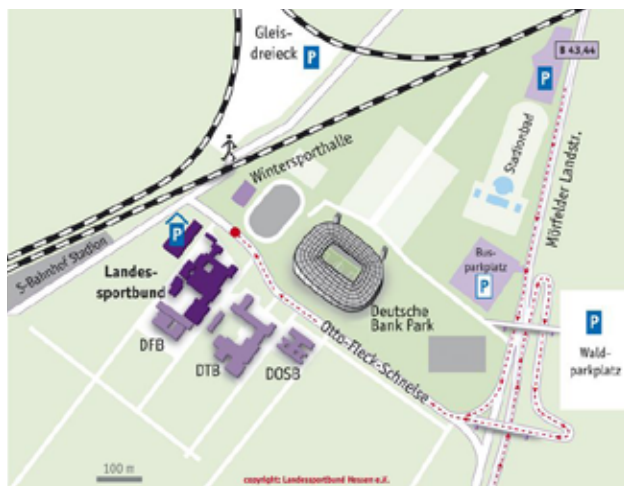 Gleis-
dreieck
P
B 43,44
P
Stadionbad
Wintersporthalle
Mörfelder Landstr.
P
S-Bahnhof Stadion
Landes-
sportbund
Bus-
parkplatz
P
Deutsche
Bank Park
P
Wald-
parkplatz
DFB
DTB
DOSB
Otto-Fleck-Schneise
100 m
copyright: Landessportbund Hessen e.V.